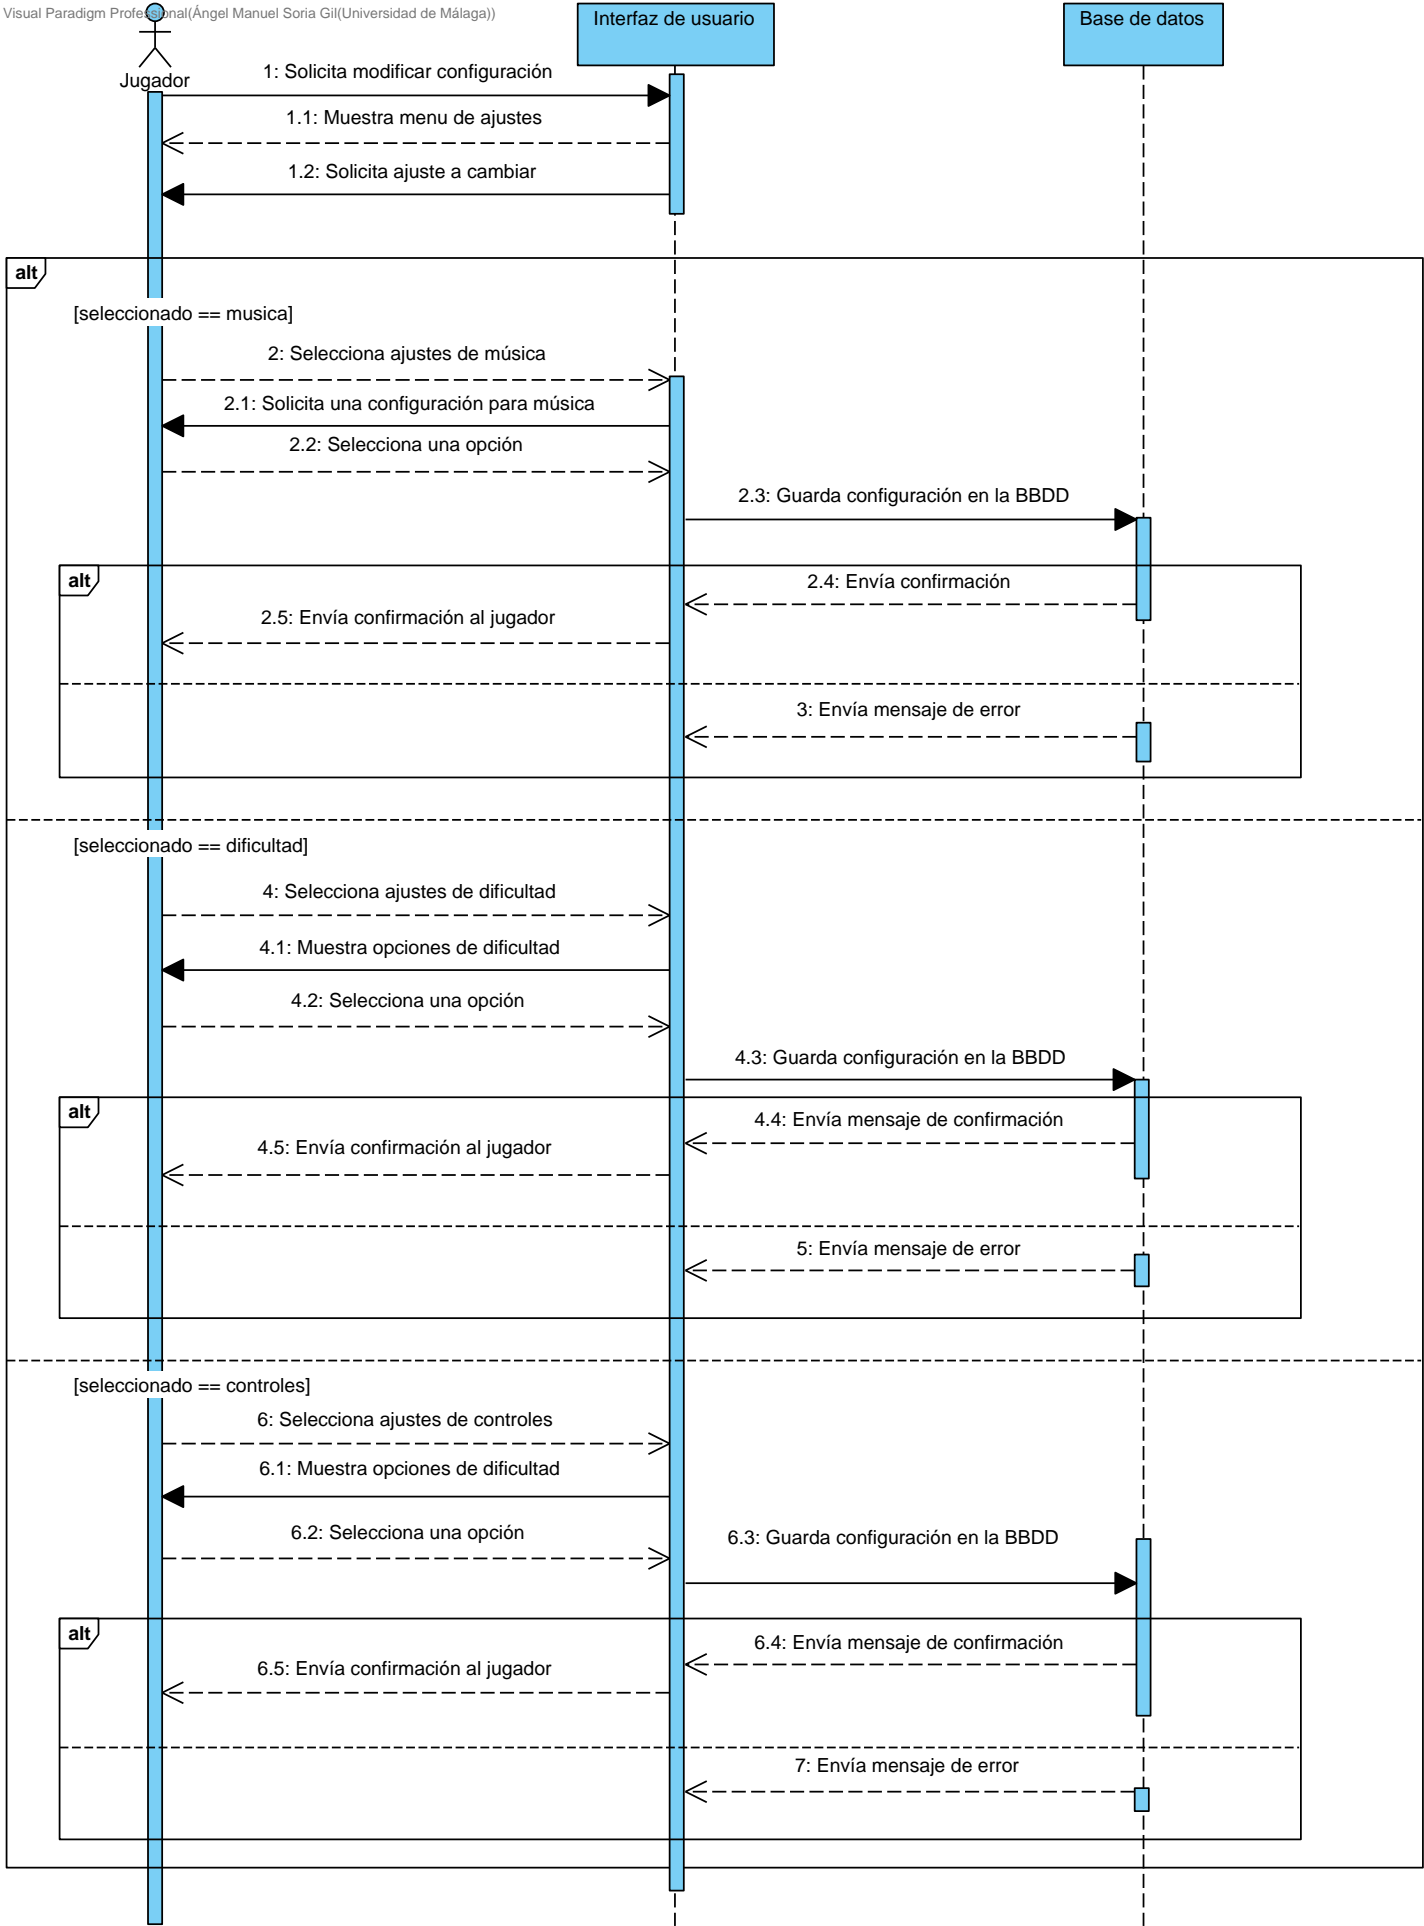 Visual Paradigm Professional(Ángel Manuel Soria Gil(Universidad de Málaga))
Interfaz de usuario
Base de datos
Jugador
1: Solicita modificar configuración
1.1: Muestra menu de ajustes
1.2: Solicita ajuste a cambiar
alt
[seleccionado == musica]
2: Selecciona ajustes de música
2.1: Solicita una configuración para música
2.2: Selecciona una opción
2.3: Guarda configuración en la BBDD
alt
2.4: Envía confirmación
2.5: Envía confirmación al jugador
3: Envía mensaje de error
[seleccionado == dificultad]
4: Selecciona ajustes de dificultad
4.1: Muestra opciones de dificultad
4.2: Selecciona una opción
4.3: Guarda configuración en la BBDD
alt
4.4: Envía mensaje de confirmación
4.5: Envía confirmación al jugador
5: Envía mensaje de error
[seleccionado == controles]
6: Selecciona ajustes de controles
6.1: Muestra opciones de dificultad
6.2: Selecciona una opción
6.3: Guarda configuración en la BBDD
alt
6.4: Envía mensaje de confirmación
6.5: Envía confirmación al jugador
7: Envía mensaje de error